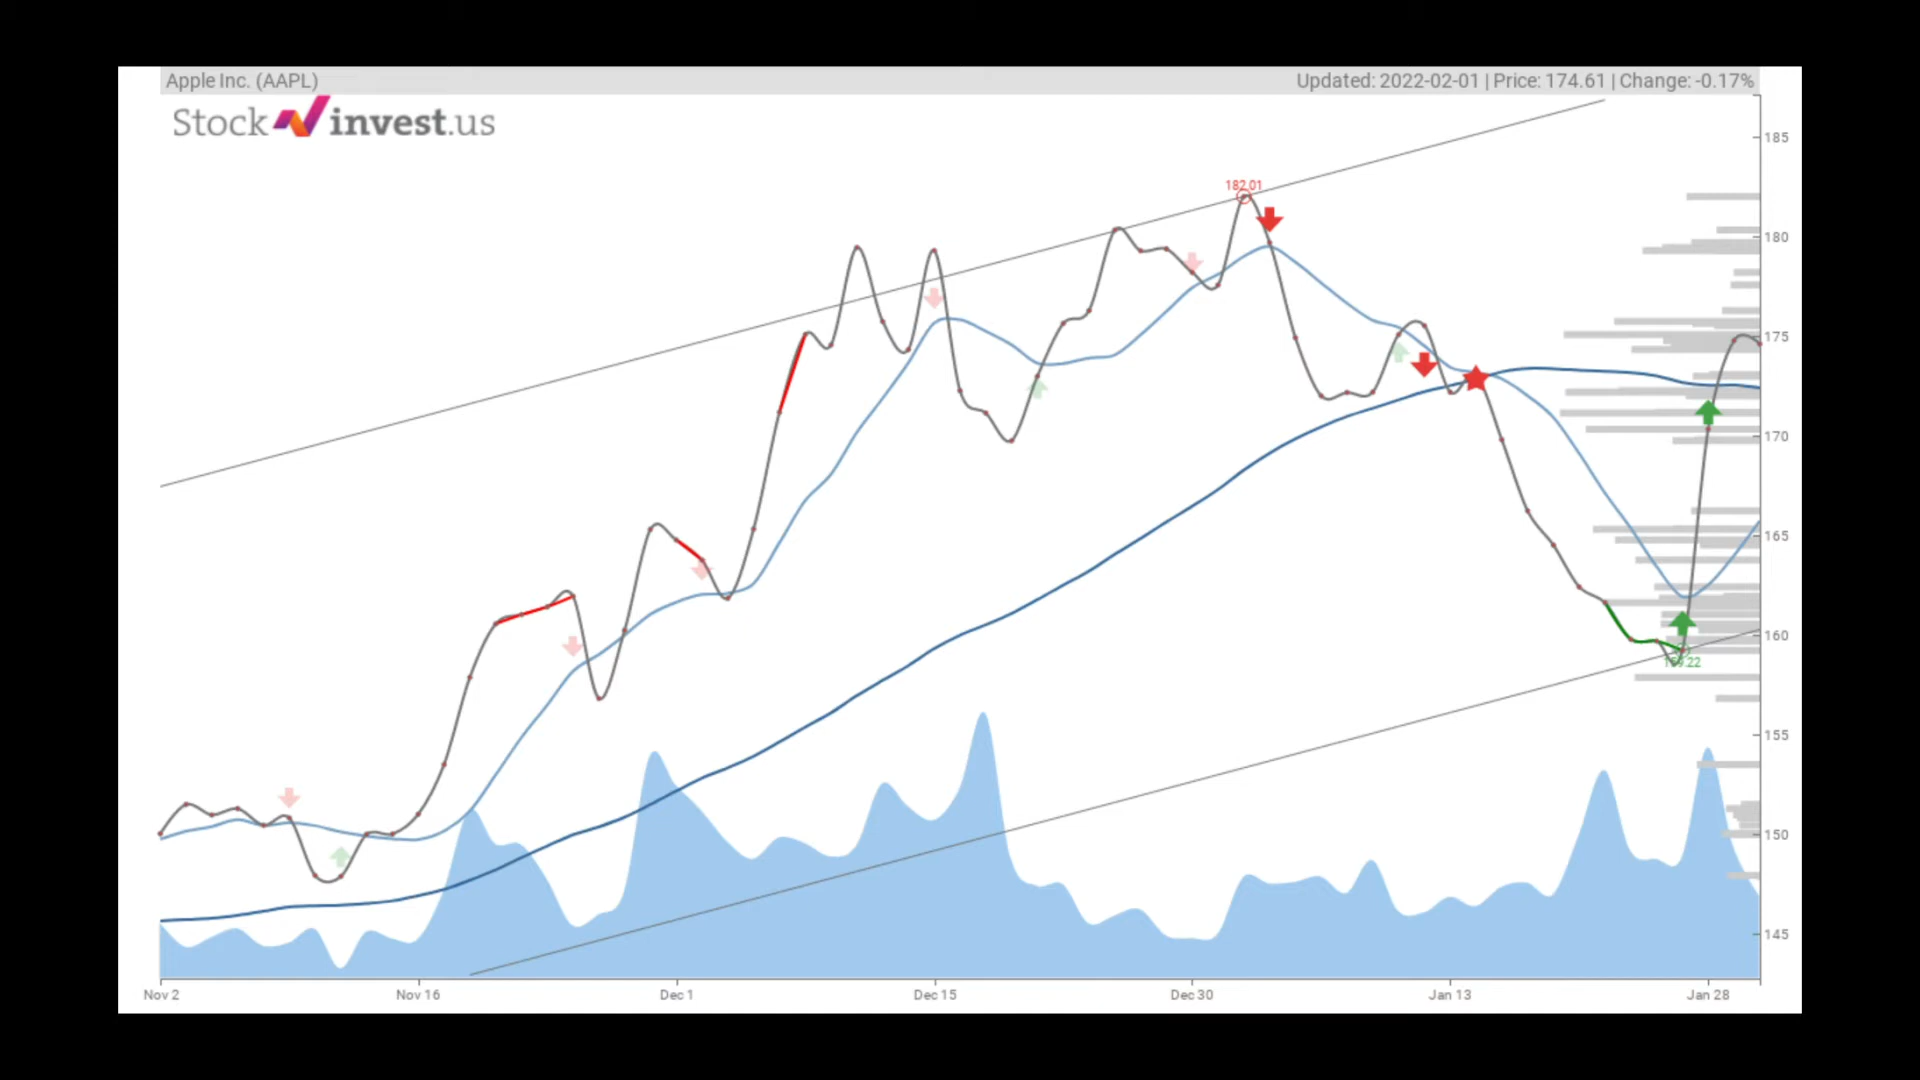 Apple Inc. (AAPL)
Updated: 2022-02-01 | Price: 174.61 | Change: -0.17%
Stock invest.us
185
182.01
180
175
170
165
160
159.22
155
150
145
Nov 2
Nov 16
Dec 1
Dec 15
Dec 30
Jan 13
Jan 28